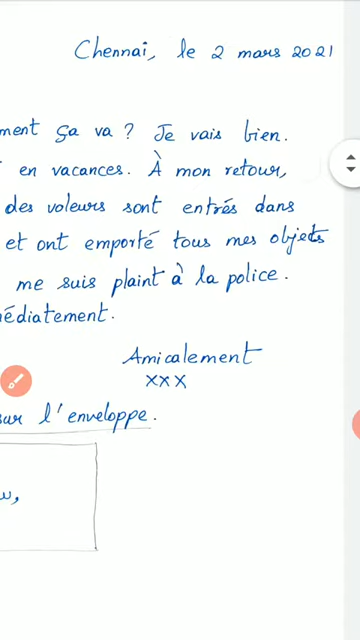 Chennai, le 2 mars 2021
ment ça va ? Je vais bien.
en vacances. À mon retour,
des voleurs sont entrés dans
et ont emporté tous mes objets
me suis plaint à la police.
médiatement.
Amicalement
xxx
sur l'enveloppe.